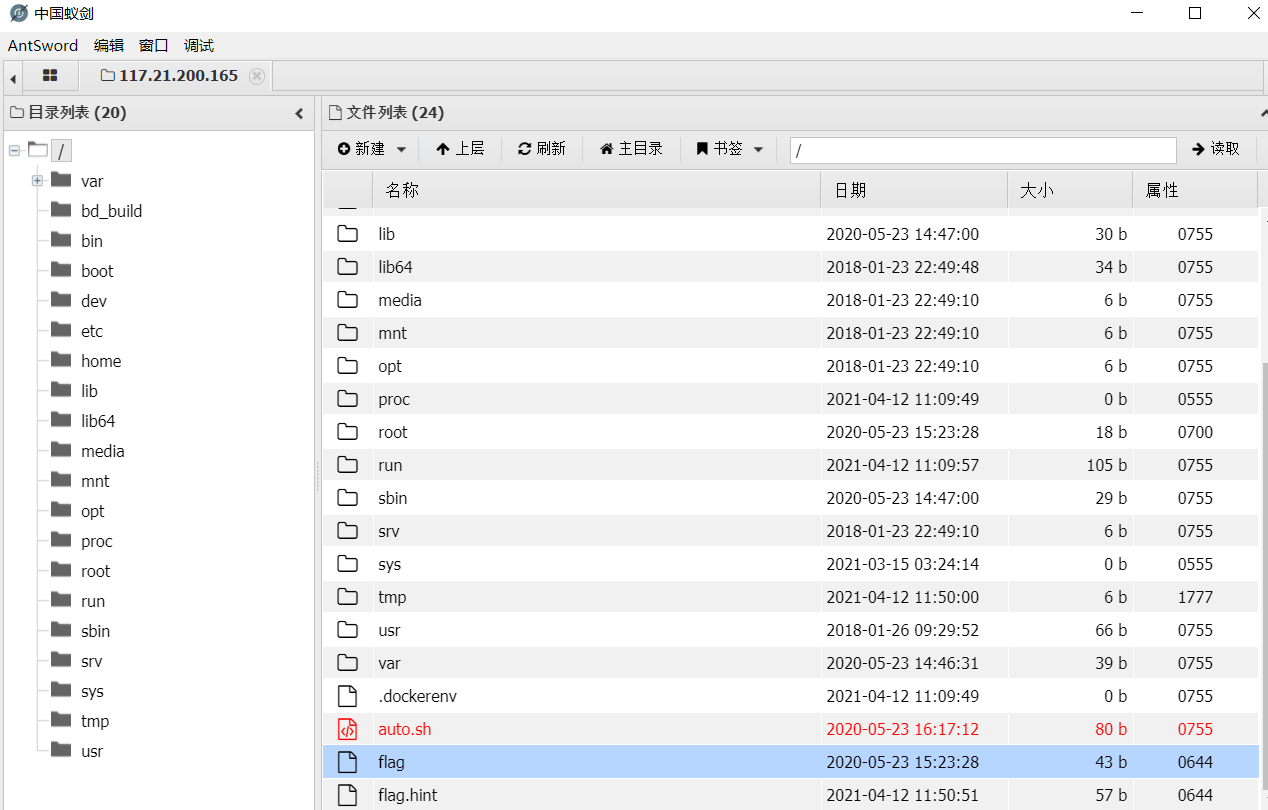 中国蚁剑
AntSword 编辑 窗口 调试
117.21.200.165
目录列表 (20)
/
var
bd_build
bin
boot
dev
etc
home
lib
lib64
media
mnt
opt
proc
root
run
sbin
srv
sys
tmp
usr
文件列表 (24)
新建 上层 刷新 主目录 书签 / 读取
名称 日期 大小 属性
lib 2020-05-23 14:47:00 30 b 0755
lib64 2018-01-23 22:49:48 34 b 0755
media 2018-01-23 22:49:10 6 b 0755
mnt 2018-01-23 22:49:10 6 b 0755
opt 2018-01-23 22:49:10 6 b 0755
proc 2021-04-12 11:09:49 0 b 0555
root 2020-05-23 15:23:28 18 b 0700
run 2021-04-12 11:09:57 105 b 0755
sbin 2020-05-23 14:47:00 29 b 0755
srv 2018-01-23 22:49:10 6 b 0755
sys 2021-03-15 03:24:14 0 b 0555
tmp 2021-04-12 11:50:00 6 b 1777
usr 2018-01-26 09:29:52 66 b 0755
var 2020-05-23 14:46:31 39 b 0755
.dockerenv 2021-04-12 11:09:49 0 b 0755
auto.sh 2020-05-23 16:17:12 80 b 0755
flag 2020-05-23 15:23:28 43 b 0644
flag.hint 2021-04-12 11:50:51 57 b 0644